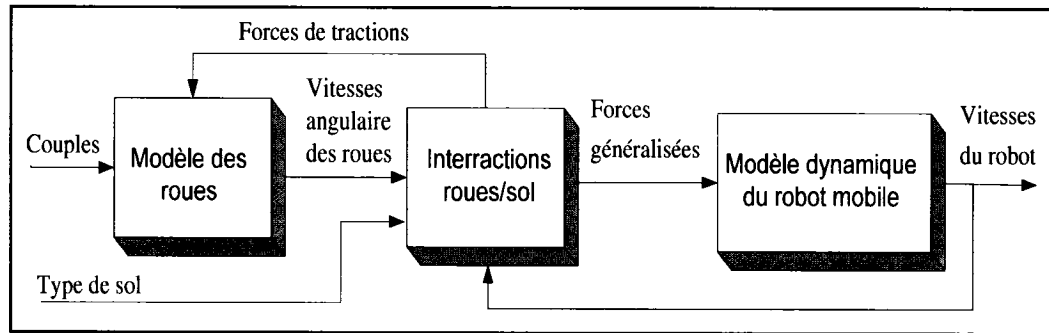 Forces de tractions
Couples
Modèle des
roues
Vitesses
angulaire
des roues
Type de sol
Interractions
roues/sol
Forces
généralisées
Modèle dynamique
du robot mobile
Vitesses
du robot